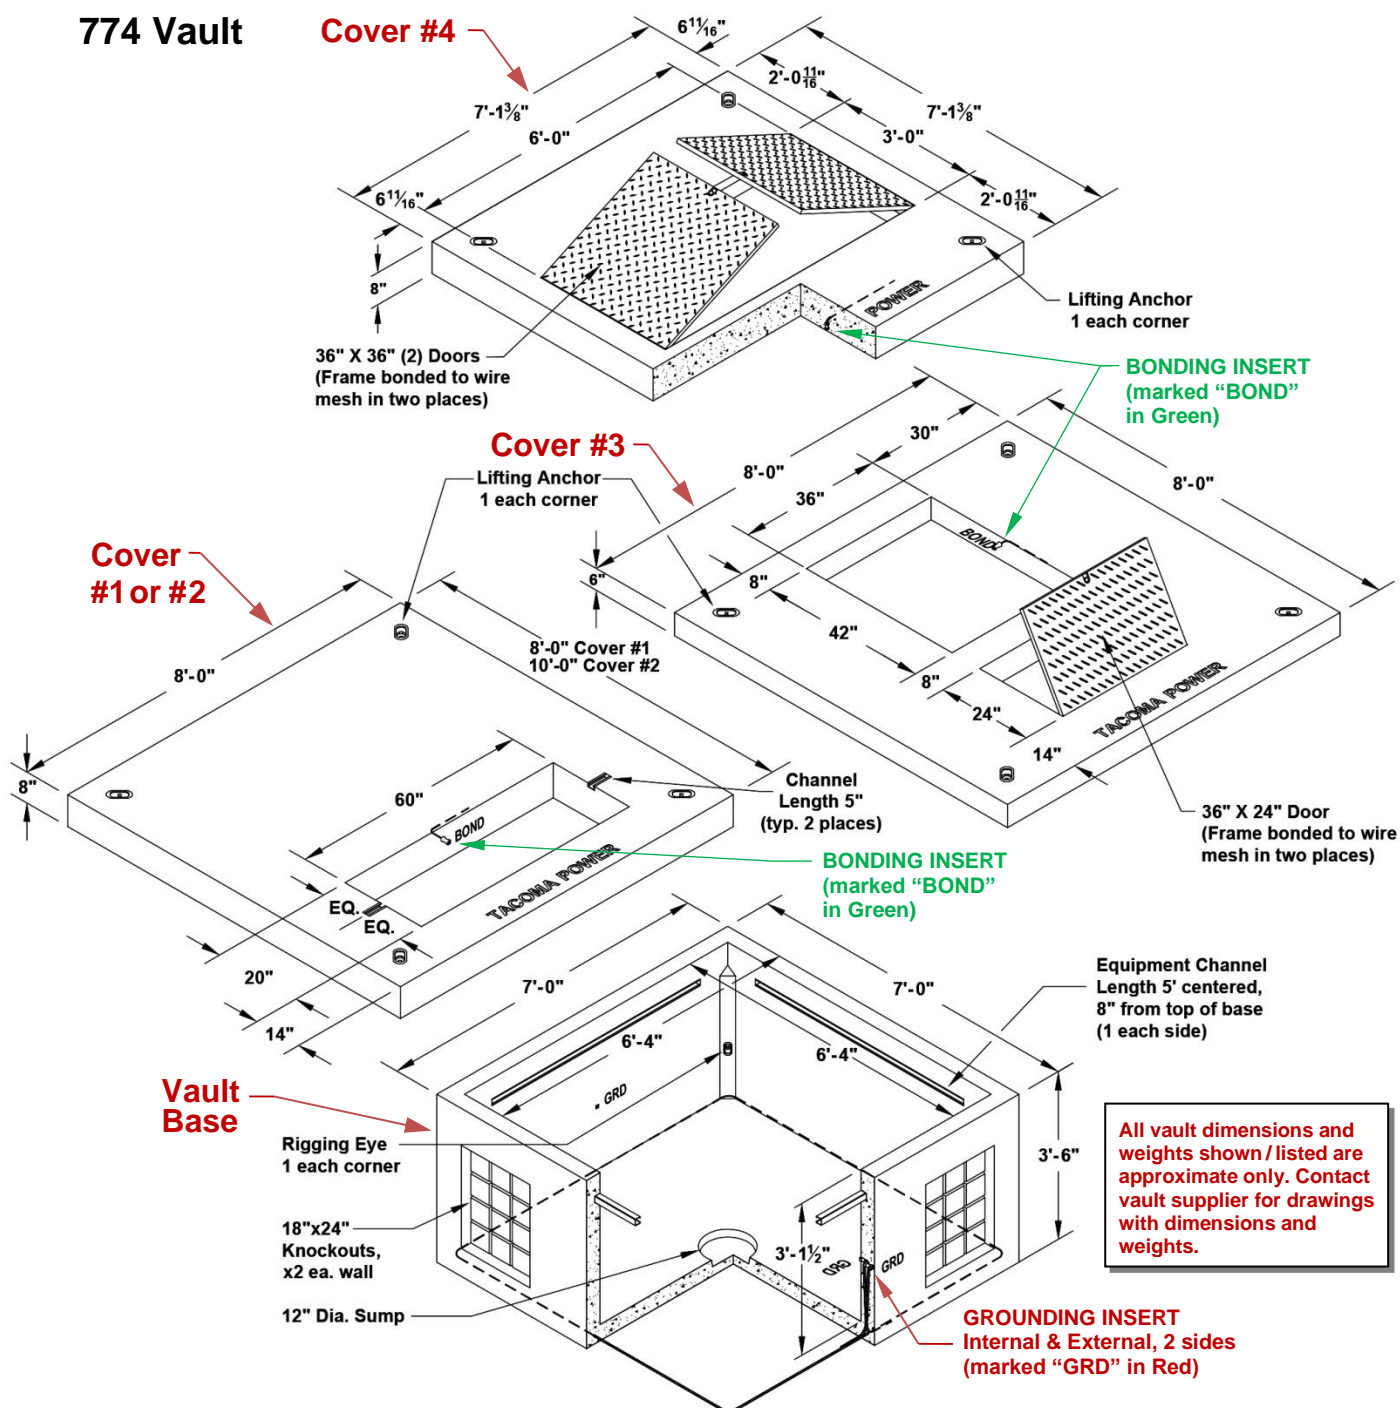 774 Vault
Cover #4
6 11/16"
7'-1 3/8"
6'-0"
6 11/16"
8"
2'-0 11/16"
7'-1 3/8"
3'-0"
2'-0 11/16"
POWER
Lifting Anchor
1 each corner
36" X 36" (2) Doors
(Frame bonded to wire
mesh in two places)
BONDING INSERT
(marked “BOND”
in Green)
Cover #3
30"
8'-0"
36"
8'-0"
6"
8"
42"
8"
24"
14"
BOND
TACOMA POWER
Lifting Anchor
1 each corner
36" X 24" Door
(Frame bonded to wire
mesh in two places)
Cover
#1 or #2
8'-0"
8'-0" Cover #1
10'-0" Cover #2
8"
60"
BOND
EQ.
EQ.
20"
14"
TACOMA POWER
Channel
Length 5"
(typ. 2 places)
BONDING INSERT
(marked “BOND”
in Green)
Vault
Base
7'-0"
7'-0"
6'-4"
6'-4"
GRD
Equipment Channel
Length 5' centered,
8" from top of base
(1 each side)
Rigging Eye
1 each corner
18"x24"
Knockouts,
x2 ea. wall
12" Dia. Sump
3'-6"
3'-1 1/2"
GRD
GRD
GROUNDING INSERT
Internal & External, 2 sides
(marked “GRD” in Red)
All vault dimensions and
weights shown / listed are
approximate only. Contact
vault supplier for drawings
with dimensions and
weights.